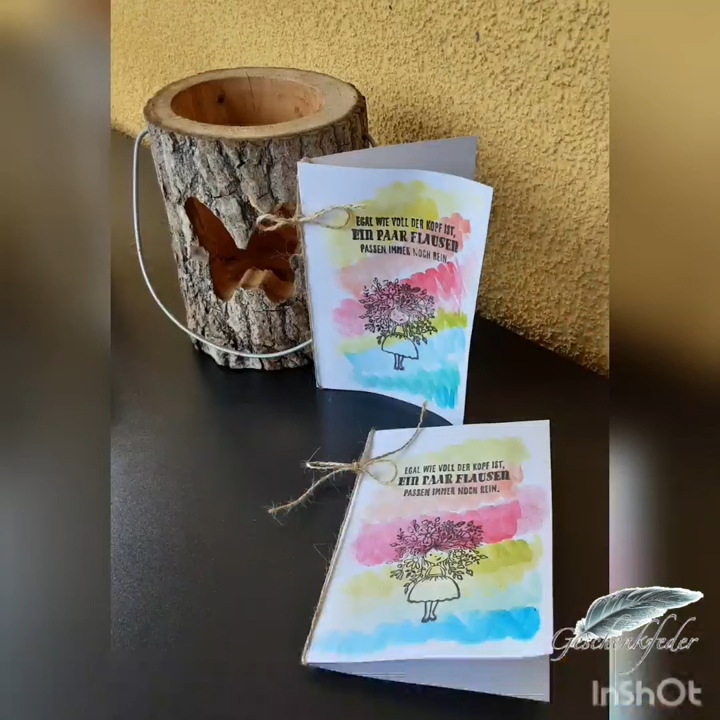 EGAL WIE VOLL DER KOPF IST,
EIN PAAR FLAUSEN
PASSEN IMMER NOCH REIN.
EGAL WIE VOLL DER KOPF IST,
EIN PAAR FLAUSEN
PASSEN IMMER NOCH REIN.
Geschenkfeder
InShOt